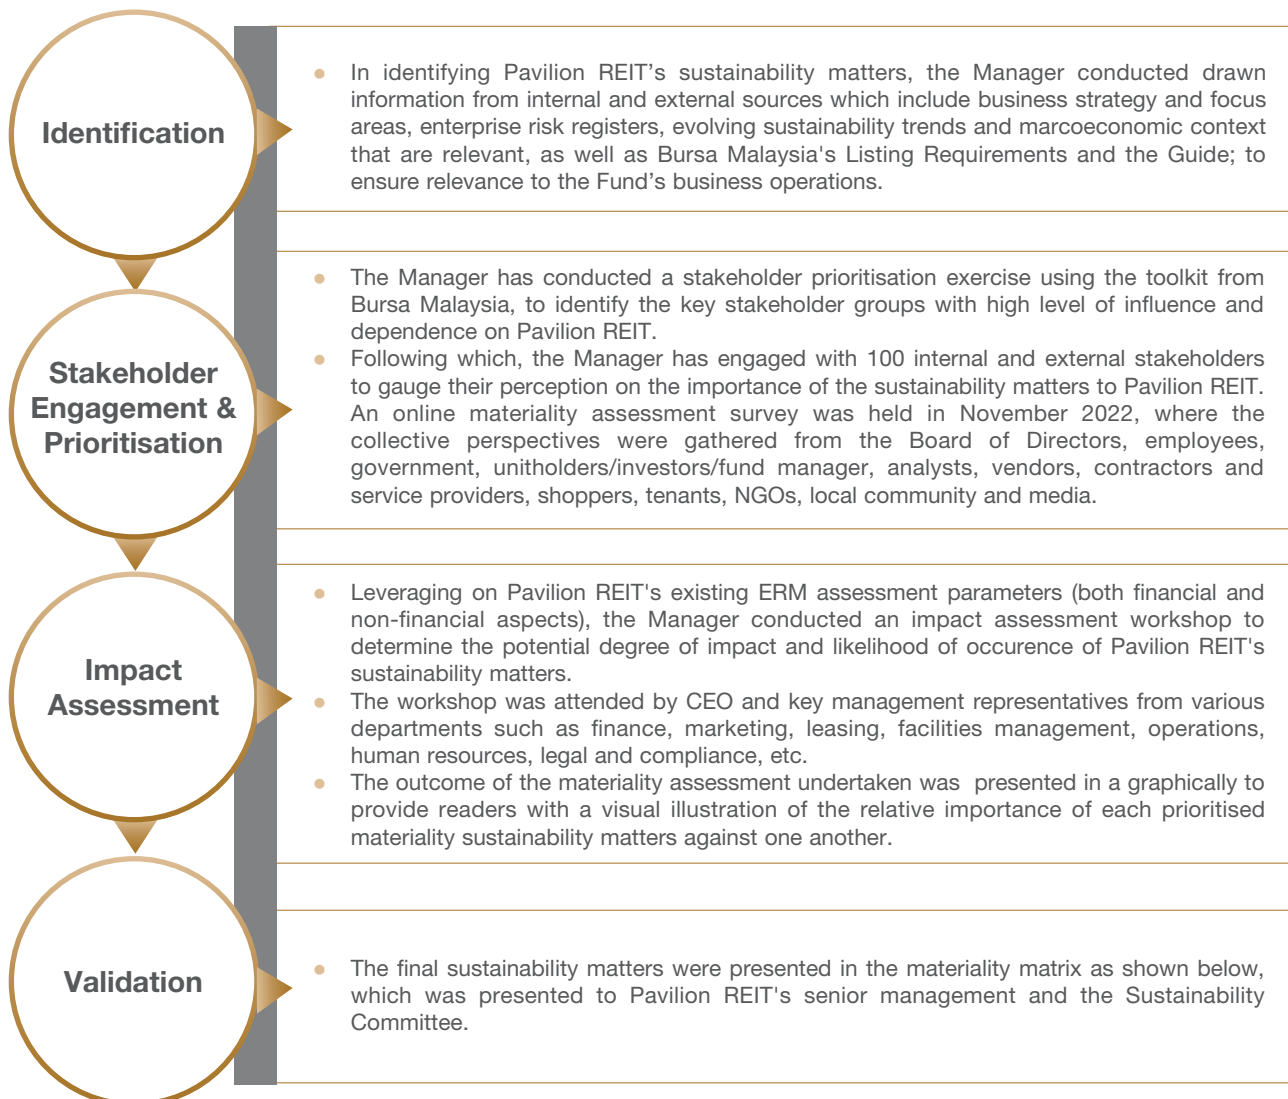 Identification
● In identifying Pavilion REIT’s sustainability matters, the Manager conducted drawn
information from internal and external sources which include business strategy and focus
areas, enterprise risk registers, evolving sustainability trends and marcoeconomic context
that are relevant, as well as Bursa Malaysia's Listing Requirements and the Guide; to
ensure relevance to the Fund’s business operations.
Stakeholder
Engagement &
Prioritisation
● The Manager has conducted a stakeholder prioritisation exercise using the toolkit from
Bursa Malaysia, to identify the key stakeholder groups with high level of influence and
dependence on Pavilion REIT.
● Following which, the Manager has engaged with 100 internal and external stakeholders
to gauge their perception on the importance of the sustainability matters to Pavilion REIT.
An online materiality assessment survey was held in November 2022, where the
collective perspectives were gathered from the Board of Directors, employees,
government, unitholders/investors/fund manager, analysts, vendors, contractors and
service providers, shoppers, tenants, NGOs, local community and media.
Impact
Assessment
● Leveraging on Pavilion REIT's existing ERM assessment parameters (both financial and
non-financial aspects), the Manager conducted an impact assessment workshop to
determine the potential degree of impact and likelihood of occurence of Pavilion REIT's
sustainability matters.
● The workshop was attended by CEO and key management representatives from various
departments such as finance, marketing, leasing, facilities management, operations,
human resources, legal and compliance, etc.
● The outcome of the materiality assessment undertaken was presented in a graphically to
provide readers with a visual illustration of the relative importance of each prioritised
materiality sustainability matters against one another.
Validation
● The final sustainability matters were presented in the materiality matrix as shown below,
which was presented to Pavilion REIT's senior management and the Sustainability
Committee.